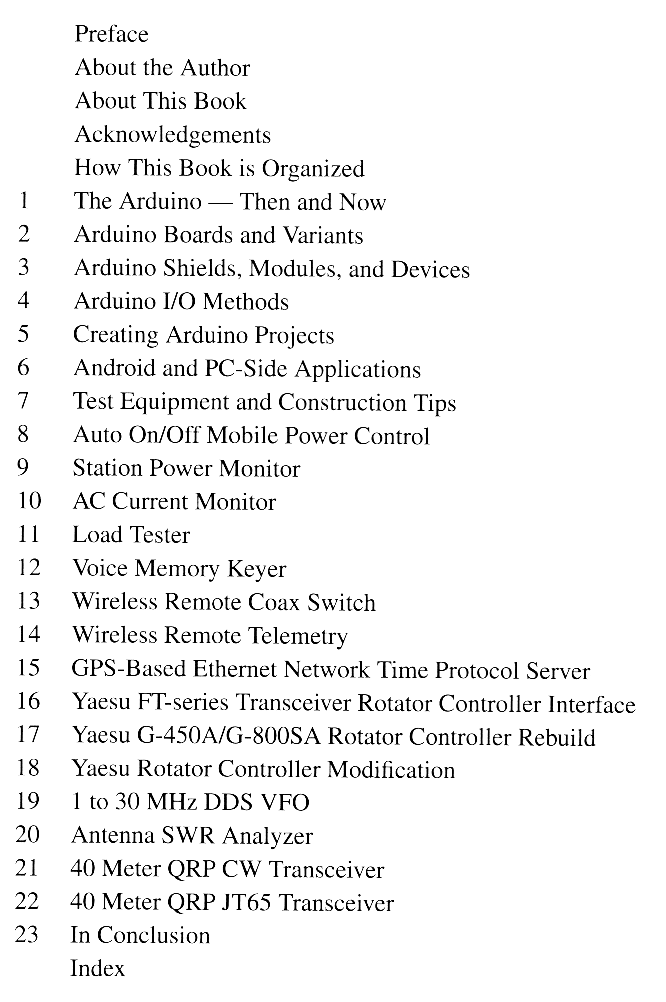 Preface
About the Author
About This Book
Acknowledgements
How This Book is Organized
1 The Arduino — Then and Now
2 Arduino Boards and Variants
3 Arduino Shields, Modules, and Devices
4 Arduino I/O Methods
5 Creating Arduino Projects
6 Android and PC-Side Applications
7 Test Equipment and Construction Tips
8 Auto On/Off Mobile Power Control
9 Station Power Monitor
10 AC Current Monitor
11 Load Tester
12 Voice Memory Keyer
13 Wireless Remote Coax Switch
14 Wireless Remote Telemetry
15 GPS-Based Ethernet Network Time Protocol Server
16 Yaesu FT-series Transceiver Rotator Controller Interface
17 Yaesu G-450A/G-800SA Rotator Controller Rebuild
18 Yaesu Rotator Controller Modification
19 1 to 30 MHz DDS VFO
20 Antenna SWR Analyzer
21 40 Meter QRP CW Transceiver
22 40 Meter QRP JT65 Transceiver
23 In Conclusion
Index